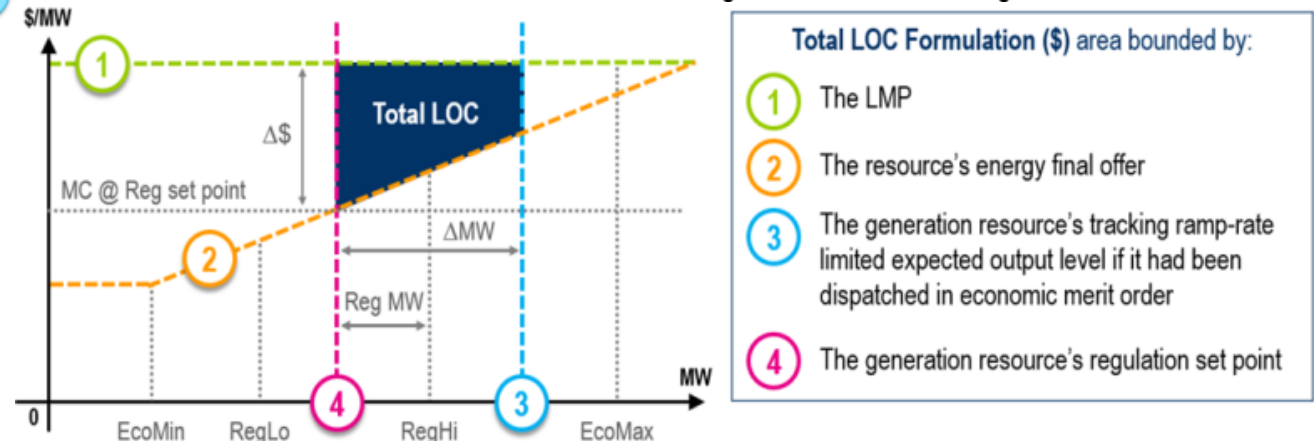 $/MW
1
Total LOC
Δ$
MC @ Reg set point
ΔMW
2
Reg MW
MW
4
3
0
EcoMin
RegLo
RegHi
EcoMax
Total LOC Formulation ($) area bounded by:
1
The LMP
2
The resource's energy final offer
3
The generation resource's tracking ramp-rate
limited expected output level if it had been
dispatched in economic merit order
4
The generation resource's regulation set point